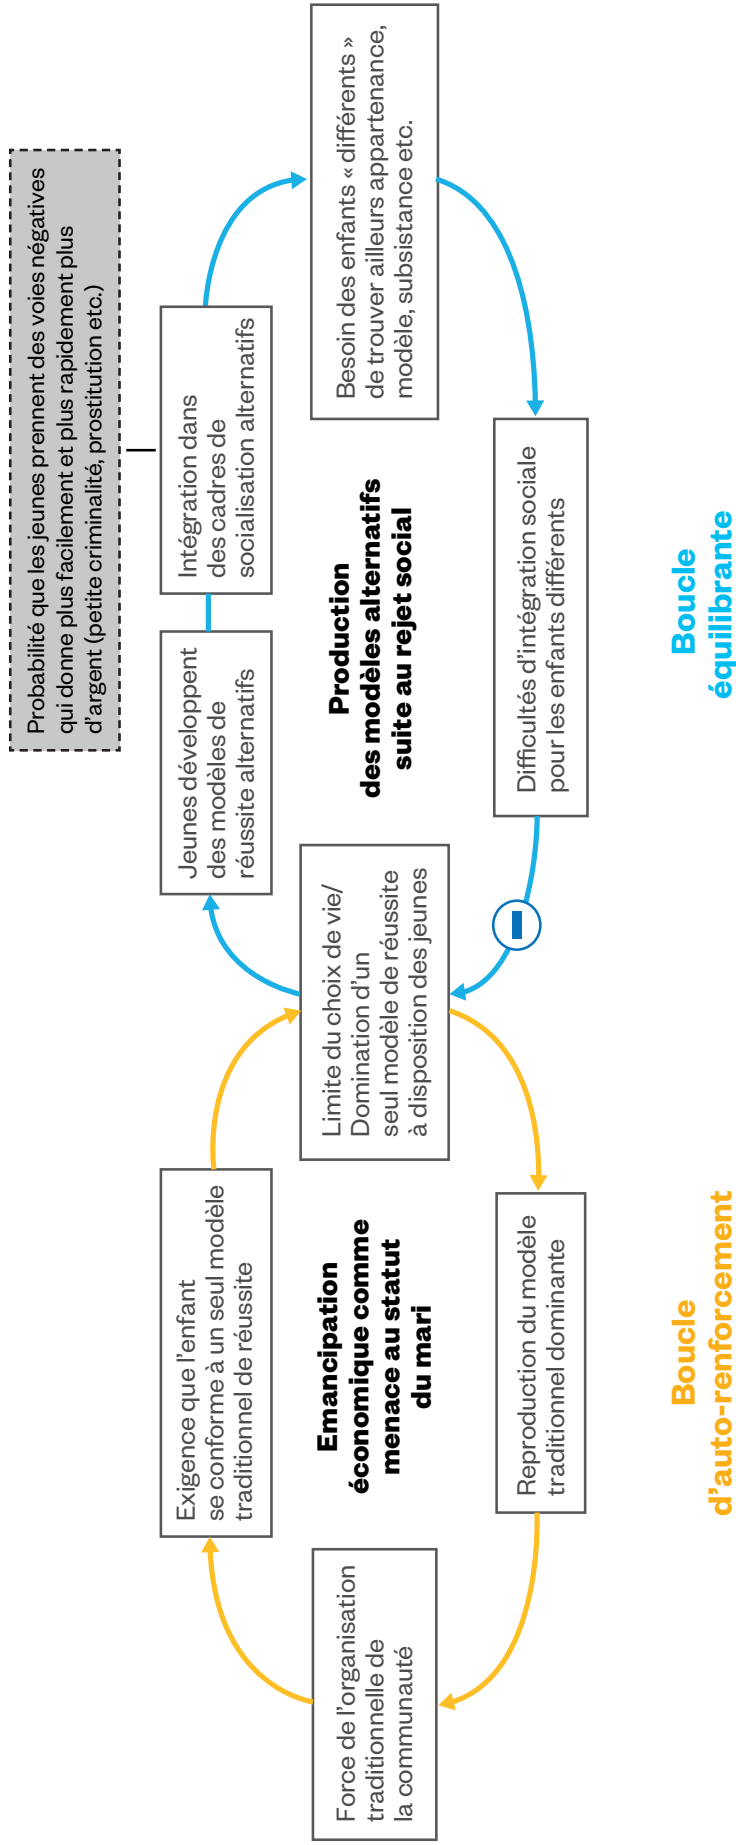 Probabilité que les jeunes prennent des voies négatives
qui donne plus facilement et plus rapidement plus
d'argent (petite criminalité, prostitution etc.)
Exigence que l'enfant
se conforme à un seul modèle
traditionnel de réussite
Jeunes développent
des modèles de
réussite alternatifs
Intégration dans
des cadres de
socialisation alternatifs
Force de l'organisation
traditionnelle de
la communauté
Emancipation
économique comme
menace au statut
du mari
Limite du choix de vie/
Domination d'un
seul modèle de réussite
à disposition des jeunes
Production
des modèles alternatifs
suite au rejet social
Besoin des enfants « différents »
de trouver ailleurs appartenance,
modèle, subsistance etc.
Reproduction du modèle
traditionnel dominante
Difficultés d'intégration sociale
pour les enfants différents
Boucle
d'auto-renforcement
Boucle
équilibrante